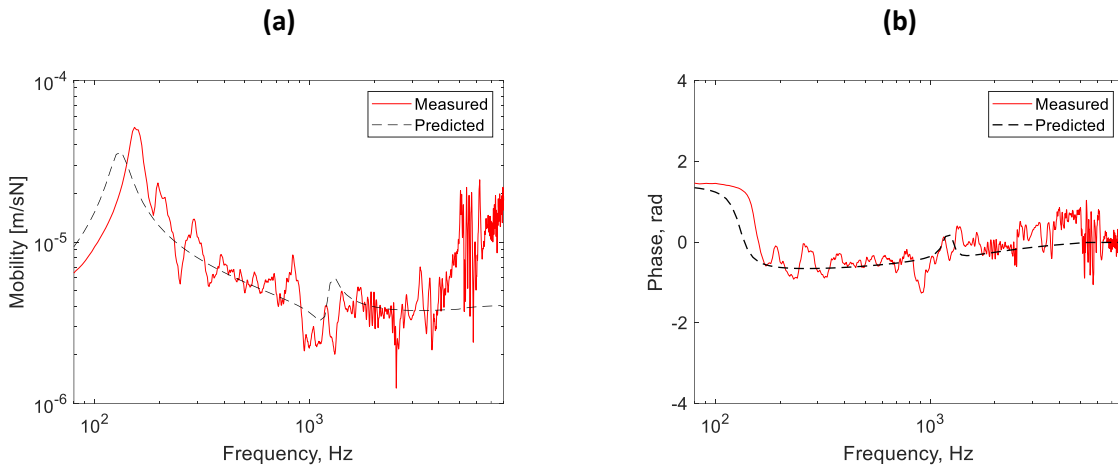 (a)
(b)
Mobility [m/sN]
10^-4
10^-5
10^-6
10^2
10^3
Frequency, Hz
Measured
Predicted
Phase, rad
4
2
0
-2
-4
10^2
10^3
Frequency, Hz
Measured
Predicted